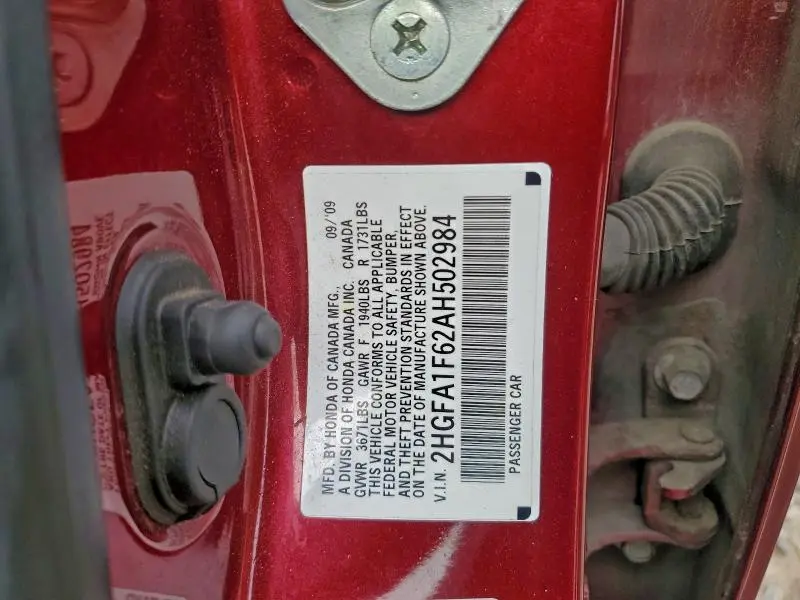 MFD. BY HONDA OF CANADA MFG., 09/'09
A DIVISION OF HONDA CANADA INC. CANADA
GVWR 3671LBS GAWR F 1940LBS R 1731LBS
THIS VEHICLE CONFORMS TO ALL APPLICABLE
FEDERAL MOTOR VEHICLE SAFETY, BUMPER,
AND THEFT PREVENTION STANDARDS IN EFFECT
ON THE DATE OF MANUFACTURE SHOWN ABOVE.
V.I.N. 2HGFA1F62AH502984
PASSENGER CAR